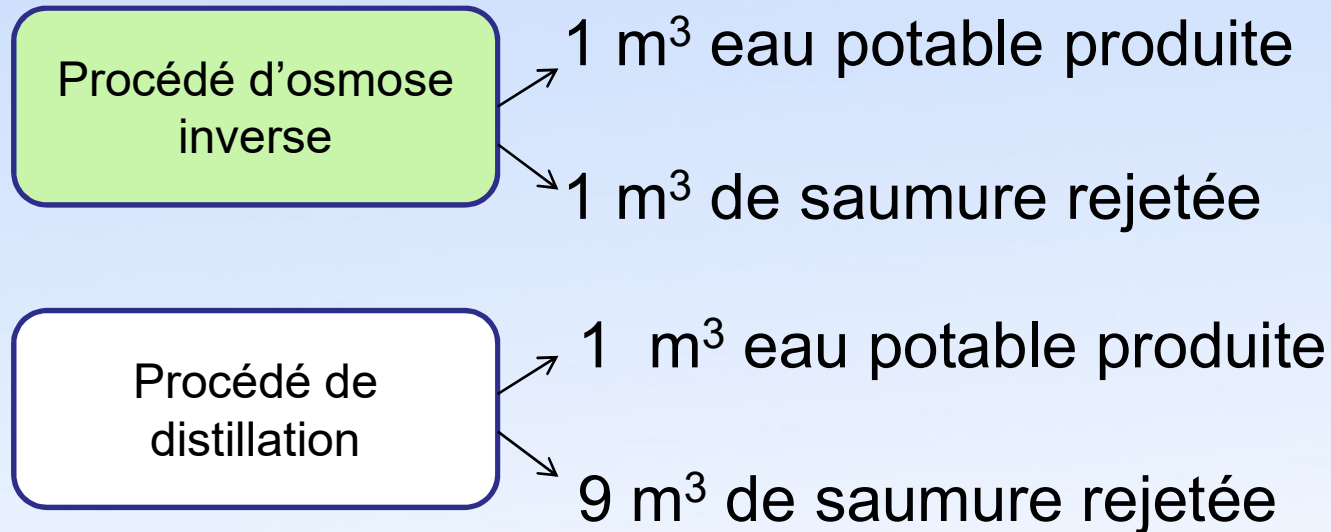 Procédé d’osmose
inverse
1 m³ eau potable produite
1 m³ de saumure rejetée
Procédé de
distillation
1 m³ eau potable produite
9 m³ de saumure rejetée